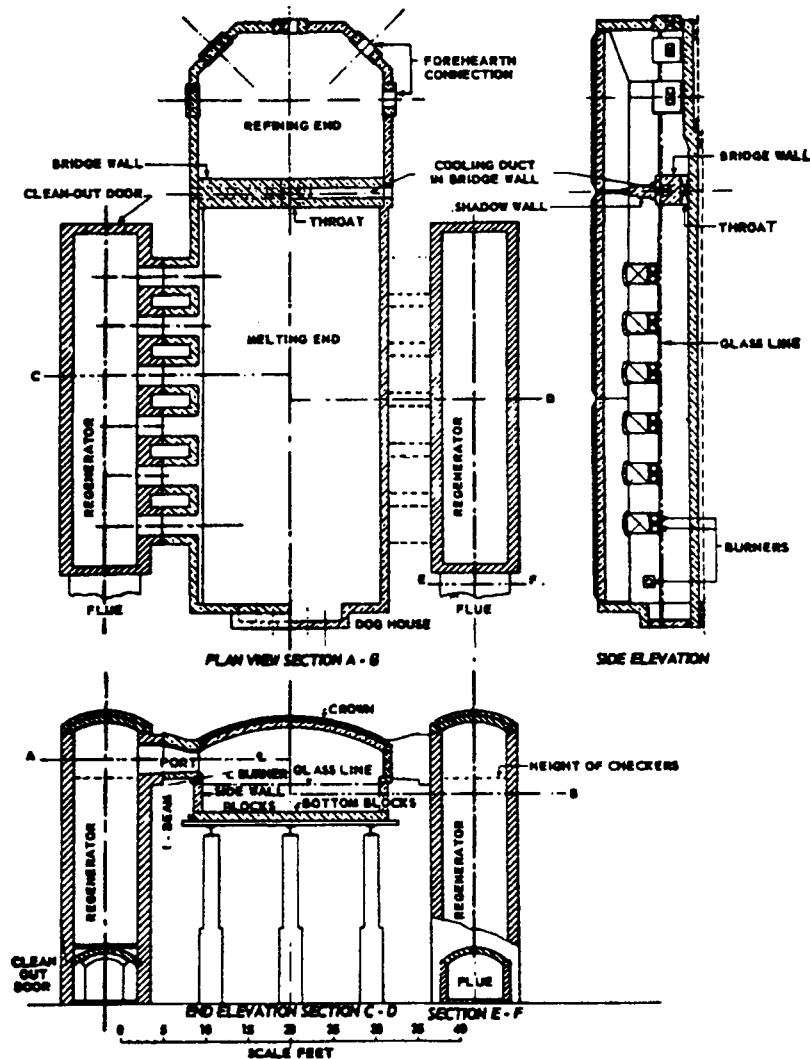 FOREHEARTH
CONNECTION
REFINING END
BRIDGE WALL
COOLING DUCT
IN BRIDGE WALL
BRIDGE WALL
CLEAN-OUT DOOR
SHADOW WALL
THROAT
THROAT
MELTING END
GLASS LINE
C
D
REGENERATOR
REGENERATOR
BURNERS
E
F
FLUE
FLUE
DOG HOUSE
PLAN VIEW SECTION A - B
SIDE ELEVATION
CROWN
A
PORT
℄
℄ BURNER
GLASS LINE
HEIGHT OF CHECKERS
SIDE WALL
BLOCKS
BOTTOM BLOCKS
B
I-BEAM
REGENERATOR
REGENERATOR
CLEAN
OUT
DOOR
FLUE
END ELEVATION SECTION C - D
SECTION E - F
0 5 10 15 20 25 30 35 40
SCALE FEET